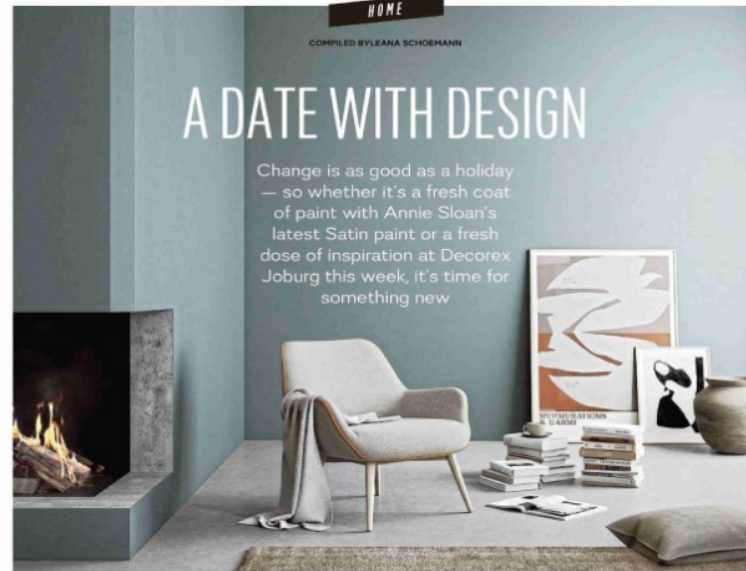 HOME
COMPILED BYLEANA SCHOEMANN
A DATE WITH DESIGN
Change is as good as a holiday
— so whether it's a fresh coat
of paint with Annie Sloan's
latest Satin paint or a fresh
dose of inspiration at Decorex
Joburg this week, it's time for
something new
MURMURATIONS
& GARMI